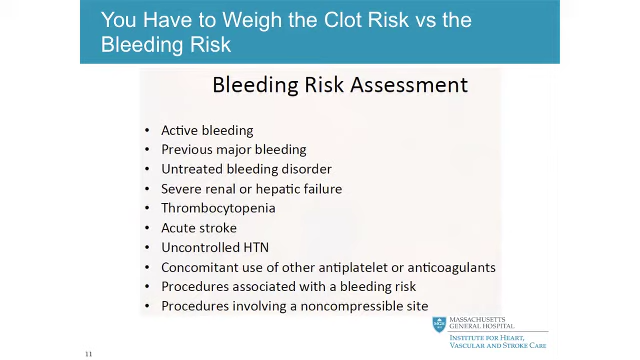 You Have to Weigh the Clot Risk vs the
Bleeding Risk
Bleeding Risk Assessment
• Active bleeding
• Previous major bleeding
• Untreated bleeding disorder
• Severe renal or hepatic failure
• Thrombocytopenia
• Acute stroke
• Uncontrolled HTN
• Concomitant use of other antiplatelet or anticoagulants
• Procedures associated with a bleeding risk
• Procedures involving a noncompressible site
MASSACHUSETTS
GENERAL HOSPITAL
INSTITUTE FOR HEART,
VASCULAR AND STROKE CARE
11